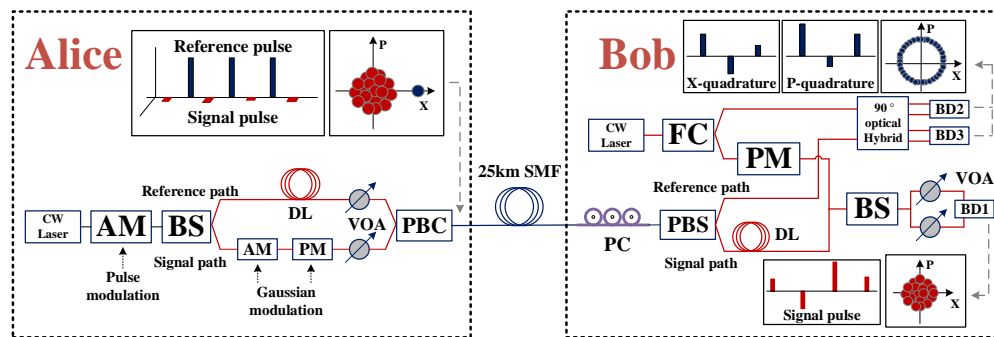 Alice
Reference pulse
Signal pulse
P
X
CW
Laser
AM
BS
Reference path
Signal path
DL
VOA
AM
PM
PBC
Pulse
modulation
Gaussian
modulation
25km SMF
PC
Bob
X-quadrature
P-quadrature
P
X
CW
Laser
FC
PM
90°
optical
Hybrid
BD2
BD3
Reference path
PBS
Signal path
DL
BS
VOA
BD1
Signal pulse
P
X